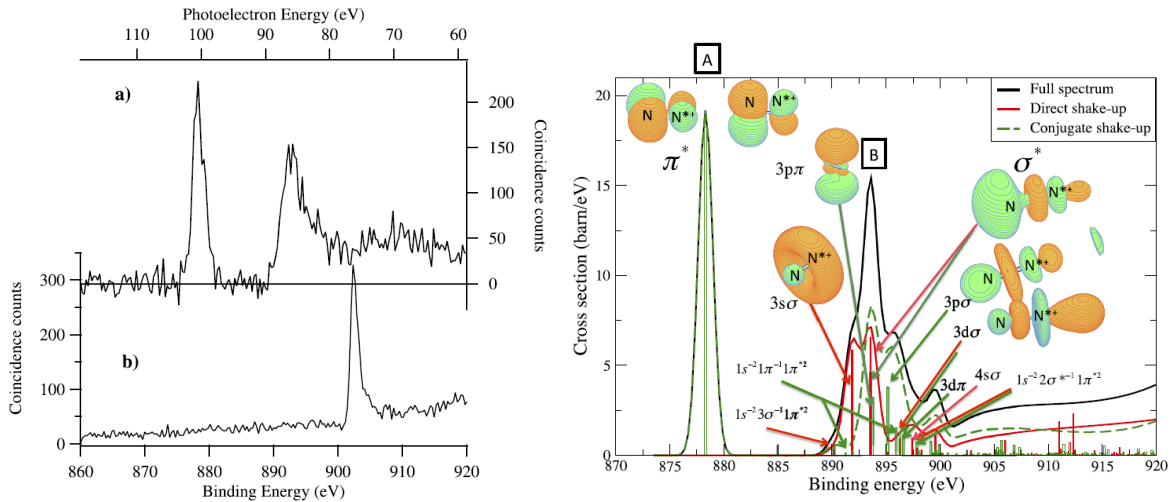 Photoelectron Energy (eV)
110 100 90 80 70 60
a)
200
150
100
50
0
Coincidence counts
300
200
100
0
Coincidence counts
b)
860 870 880 890 900 910 920
Binding Energy (eV)
A
B
Full spectrum
Direct shake-up
Conjugate shake-up
N N*+
N N*+
π*
3pπ
σ*
N N*+
N N*+
N N*+
N N*+
3sσ
3pσ
3dσ
1s⁻²1π⁻¹1π*²
3dπ
4sσ
1s⁻²2σ*⁻¹1π*²
1s⁻²3σ⁻¹1π*²
20
15
10
5
0
Cross section (barn/eV)
870 875 880 885 890 895 900 905 910 915 920
Binding energy (eV)